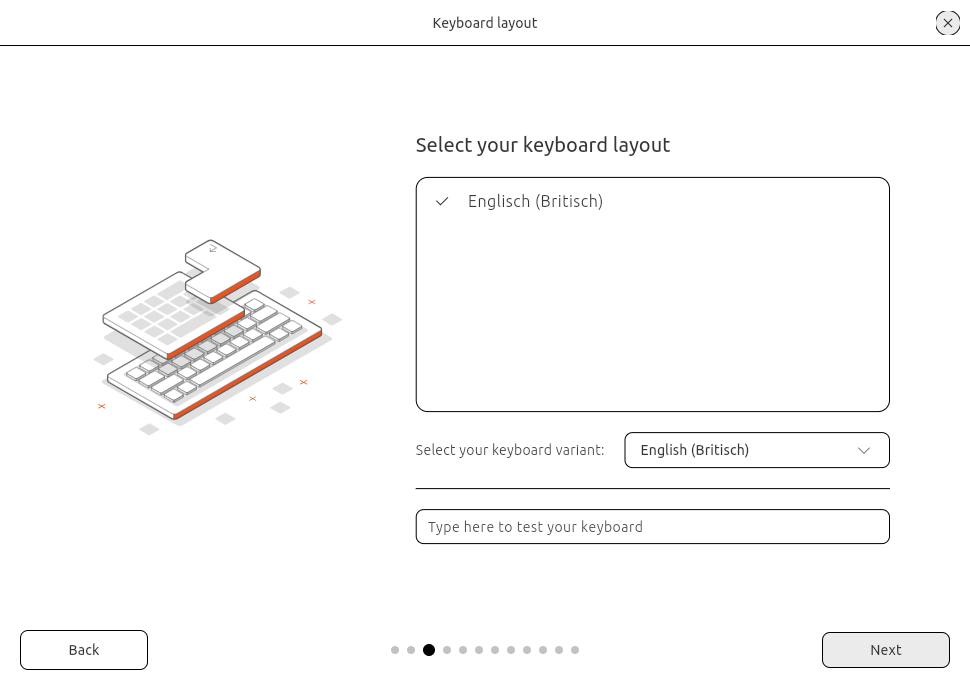 Keyboard layout
Select your keyboard layout
Englisch (Britisch)
Select your keyboard variant:
English (Britisch)
Type here to test your keyboard
Back
Next